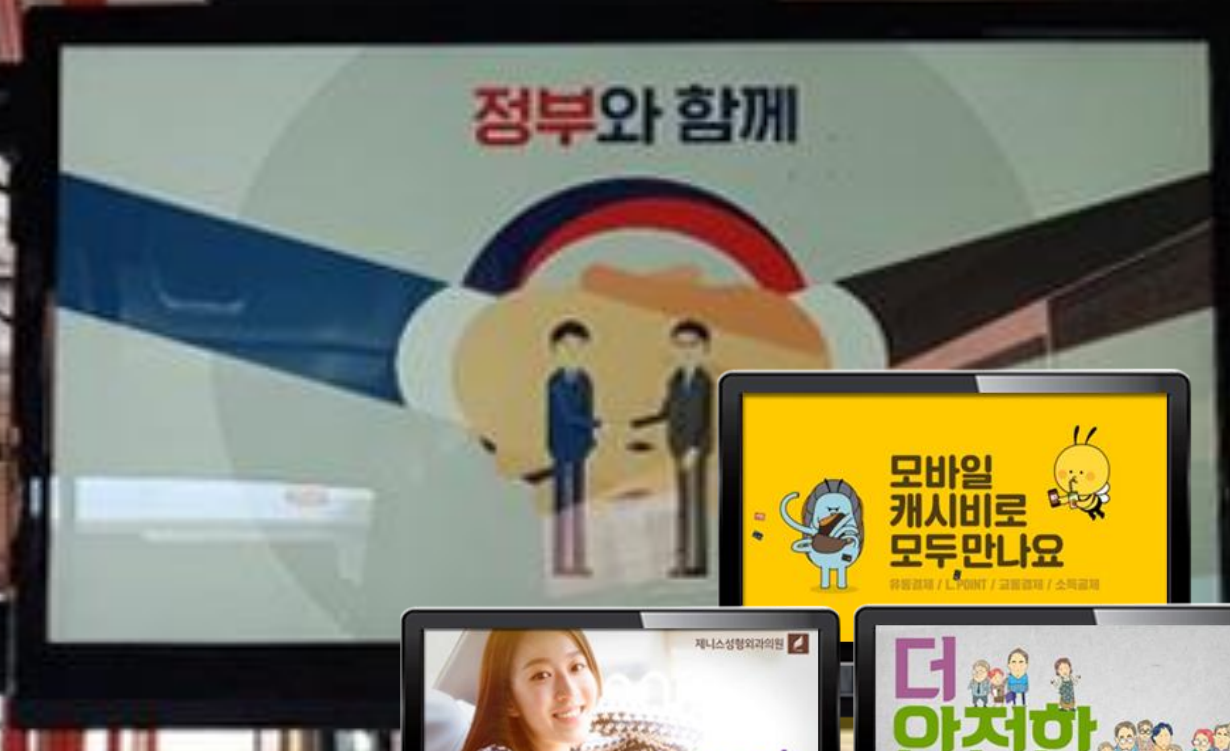 정부와 함께
모바일
캐시비로
모두만나요
유통결제 / L.POINT / 교통결제 / 소득공제
제니스성형외과의원
더
안전한